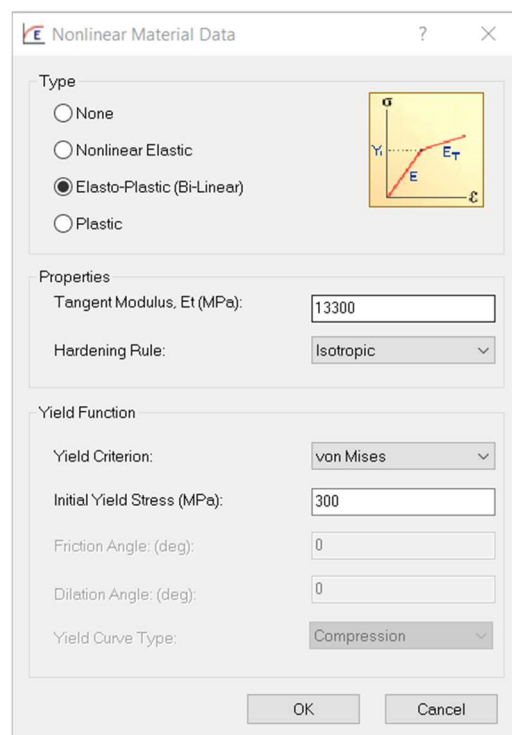 E Nonlinear Material Data ? ×
Type
None
Nonlinear Elastic
Elasto-Plastic (Bi-Linear)
Plastic
σ
Yᵢ
E_T
E
ε
Properties
Tangent Modulus, Et (MPa): 13300
Hardening Rule: Isotropic
Yield Function
Yield Criterion: von Mises
Initial Yield Stress (MPa): 300
Friction Angle: (deg): 0
Dilation Angle: (deg): 0
Yield Curve Type: Compression
OK Cancel